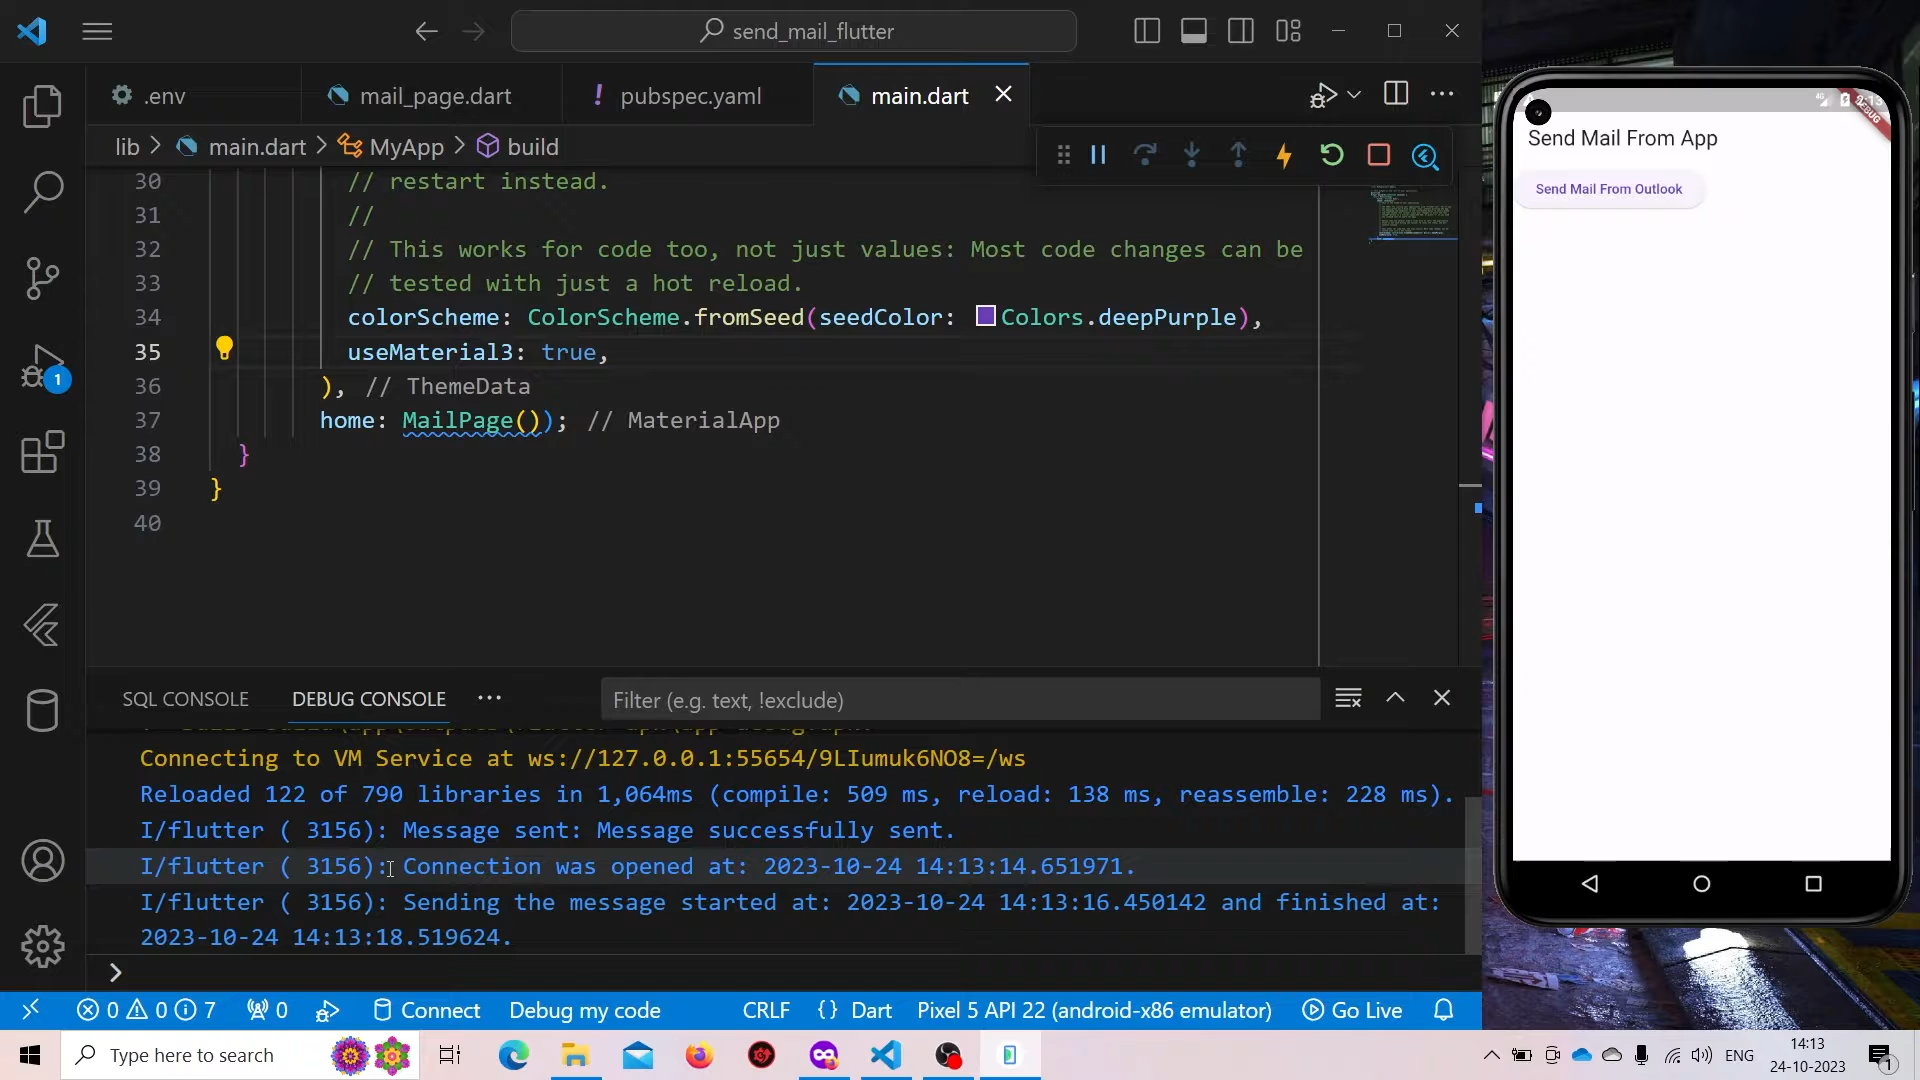 send_mail_flutter
.env
mail_page.dart
! pubspec.yaml
main.dart
lib > main.dart > MyApp > build
30 // restart instead.
31 //
32 // This works for code too, not just values: Most code changes can be
33 // tested with just a hot reload.
34 colorScheme: ColorScheme.fromSeed(seedColor: Colors.deepPurple),
35 useMaterial3: true,
36 ), // ThemeData
37 home: MailPage()); // MaterialApp
38 }
39 }
40
1
SQL CONSOLE
DEBUG CONSOLE
Filter (e.g. text, !exclude)
Connecting to VM Service at ws://127.0.0.1:55654/9LIumuk6NO8=/ws
Reloaded 122 of 790 libraries in 1,064ms (compile: 509 ms, reload: 138 ms, reassemble: 228 ms).
I/flutter ( 3156): Message sent: Message successfully sent.
I/flutter ( 3156): Connection was opened at: 2023-10-24 14:13:14.651971.
I/flutter ( 3156): Sending the message started at: 2023-10-24 14:13:16.450142 and finished at:
2023-10-24 14:13:18.519624.
0 0 7 0 Connect Debug my code CRLF {} Dart Pixel 5 API 22 (android-x86 emulator) Go Live
Type here to search
ENG
14:13
24-10-2023
1
4G
2:13
DEBUG
Send Mail From App
Send Mail From Outlook